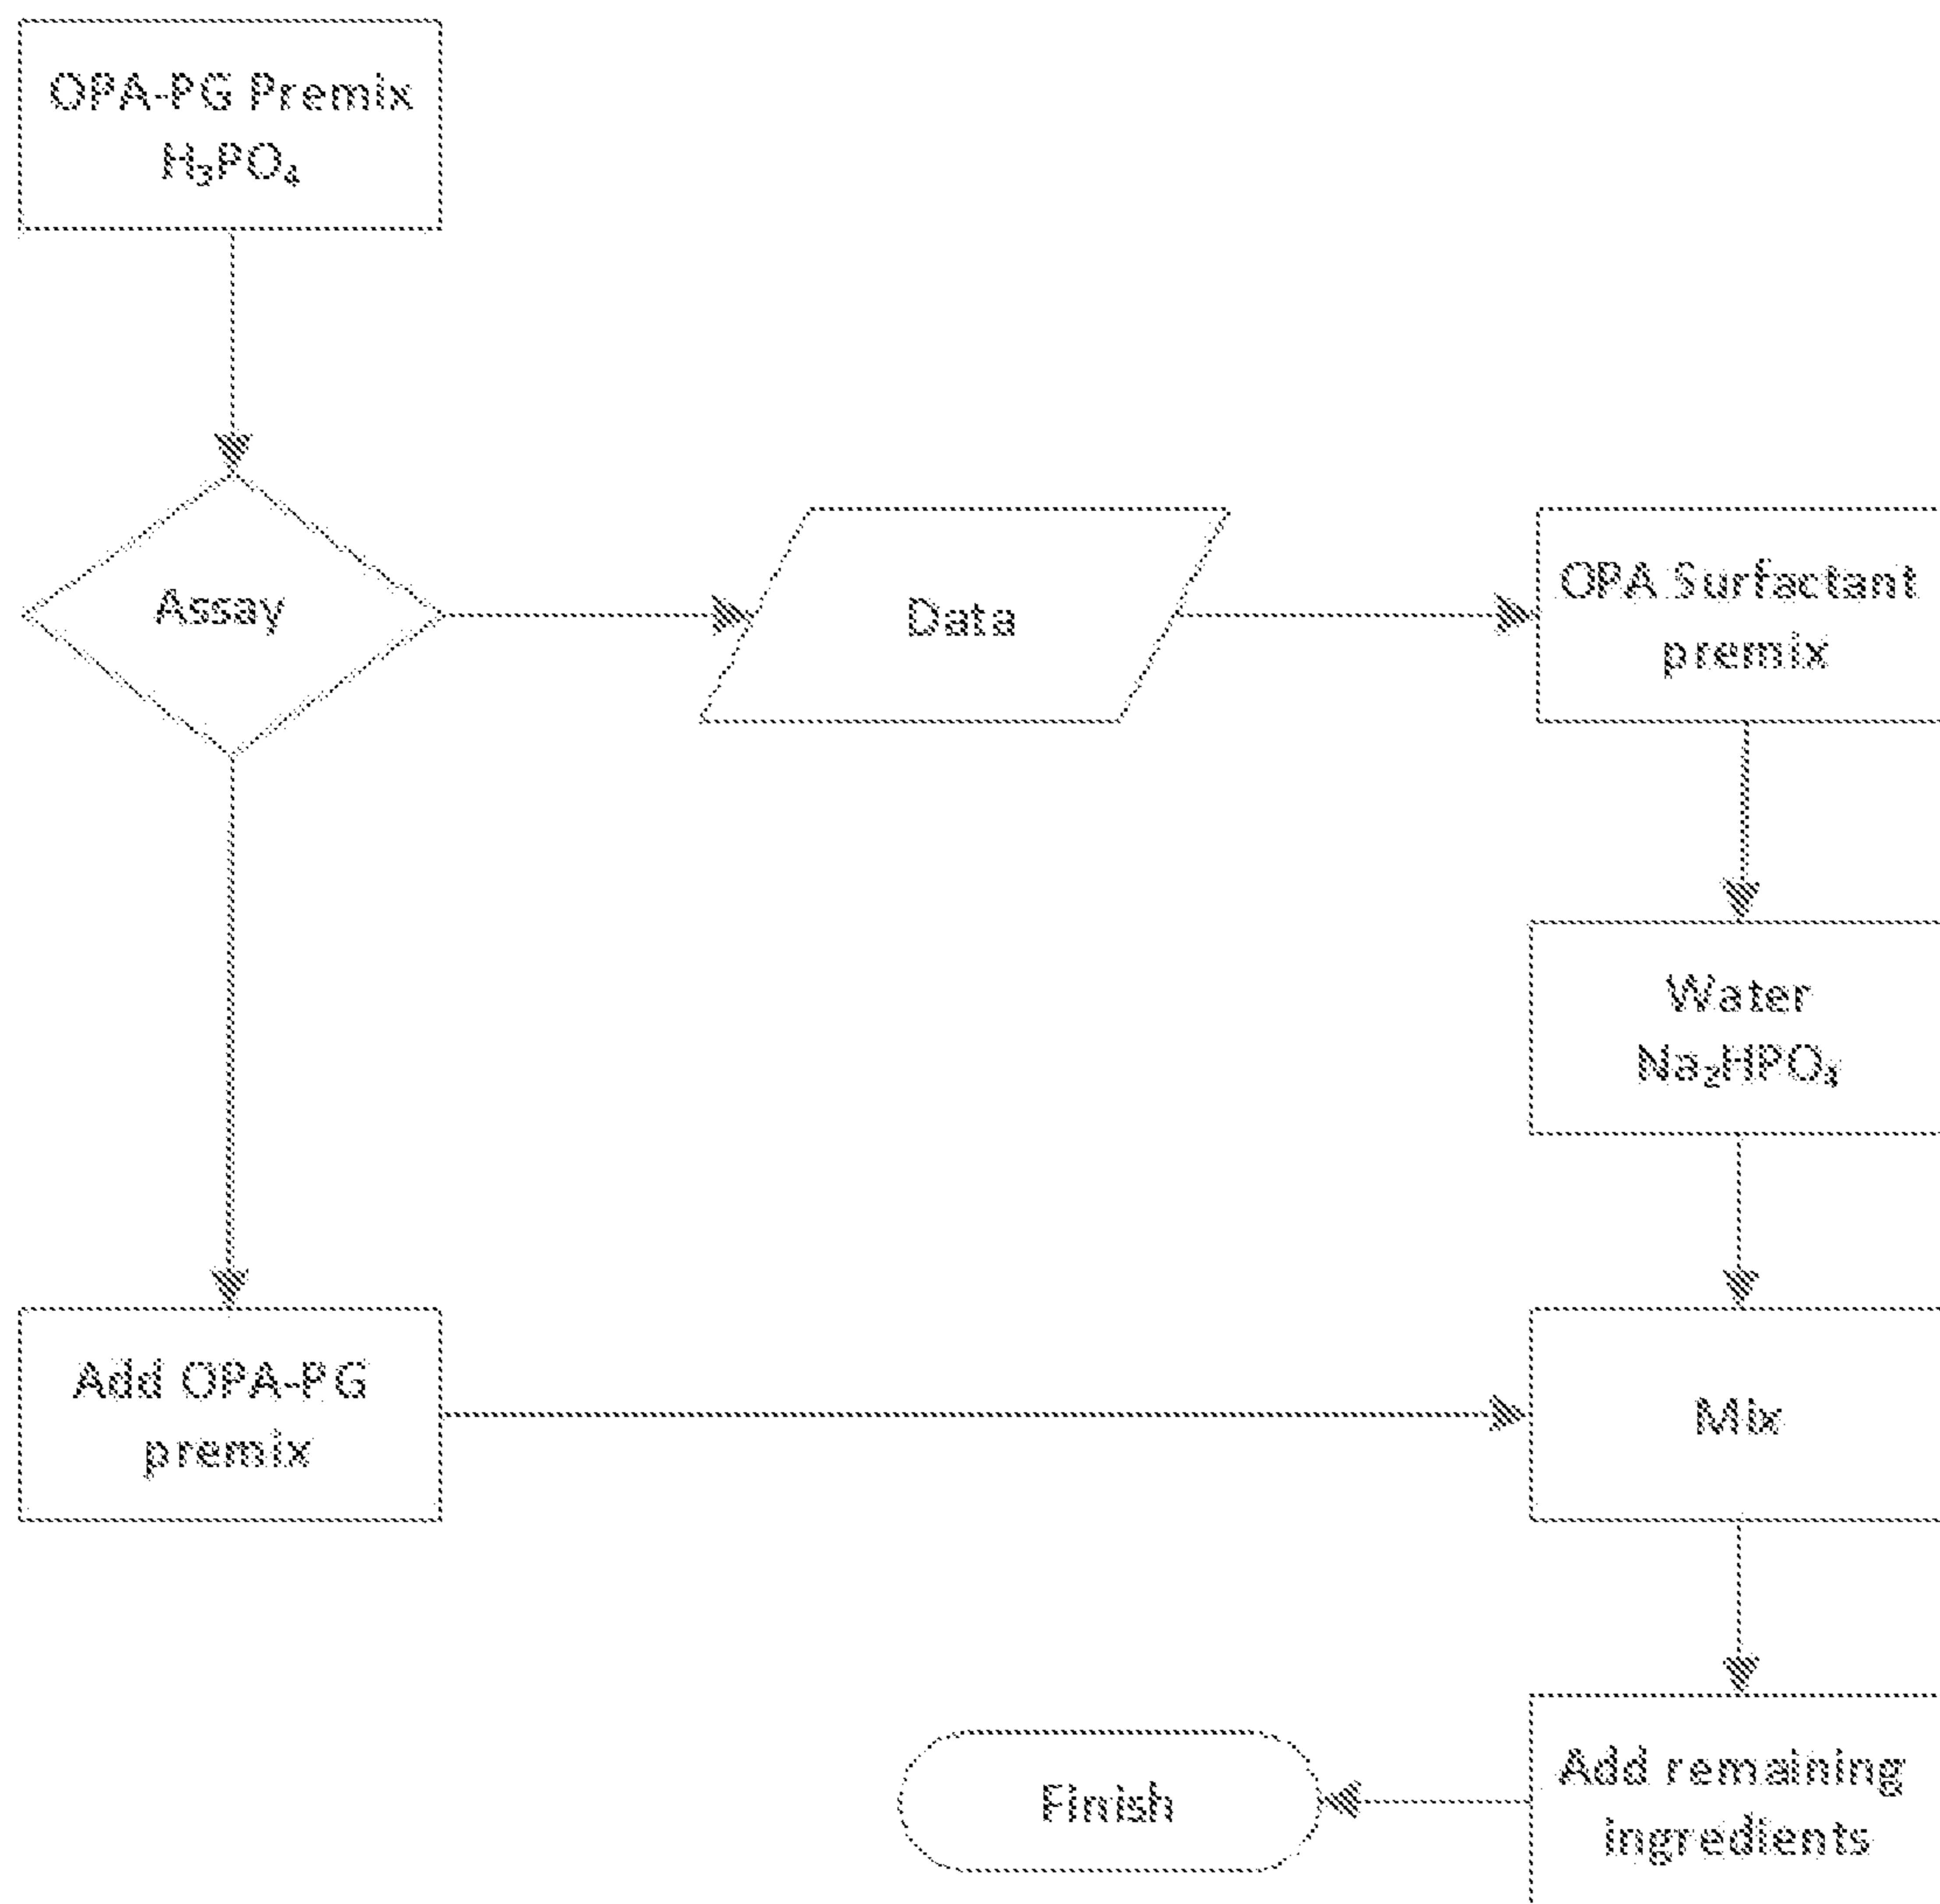 OPA-PG Premix
H₃PO₄
Assay
Data
OPA Surfactant
premix
Water
Na₂HPO₄
Add OPA-PG
premix
Mix
Add remaining
ingredients
Finish